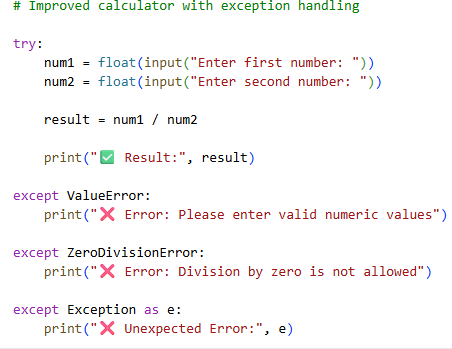 # Improved calculator with exception handling

try:
    num1 = float(input("Enter first number: "))
    num2 = float(input("Enter second number: "))

    result = num1 / num2

    print("✅ Result:", result)

except ValueError:
    print("❌ Error: Please enter valid numeric values")

except ZeroDivisionError:
    print("❌ Error: Division by zero is not allowed")

except Exception as e:
    print("❌ Unexpected Error:", e)